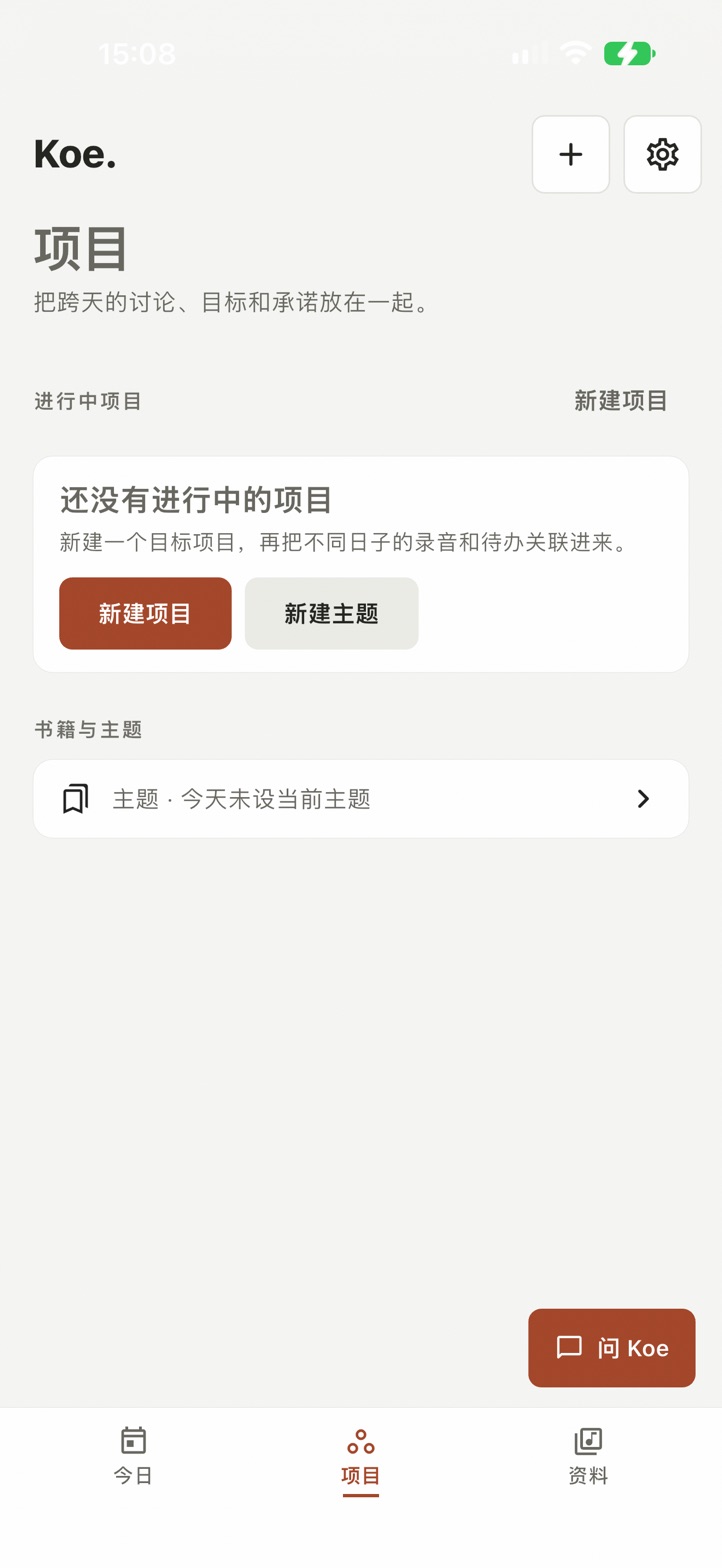 15:08
Koe.
项目
把跨天的讨论、目标和承诺放在一起。
进行中项目 新建项目
还没有进行中的项目
新建一个目标项目，再把不同日子的录音和待办关联进来。
新建项目 新建主题
书籍与主题
主题 · 今天未设当前主题
问 Koe
今日 项目 资料